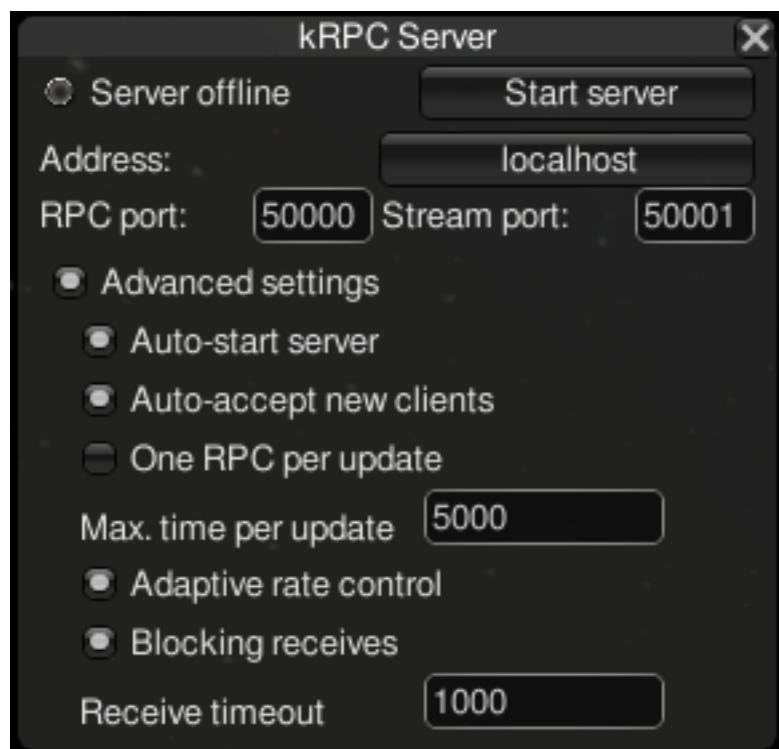 kRPC Server
Server offline Start server
Address: localhost
RPC port: 50000 Stream port: 50001
Advanced settings
Auto-start server
Auto-accept new clients
One RPC per update
Max. time per update 5000
Adaptive rate control
Blocking receives
Receive timeout 1000